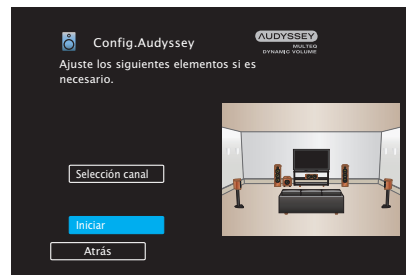 Config.Audyssey
AUDYSSEY
MULTEQ
DYNAMIC VOLUME
Ajuste los siguientes elementos si es
necesario.
Selección canal
Iniciar
Atrás